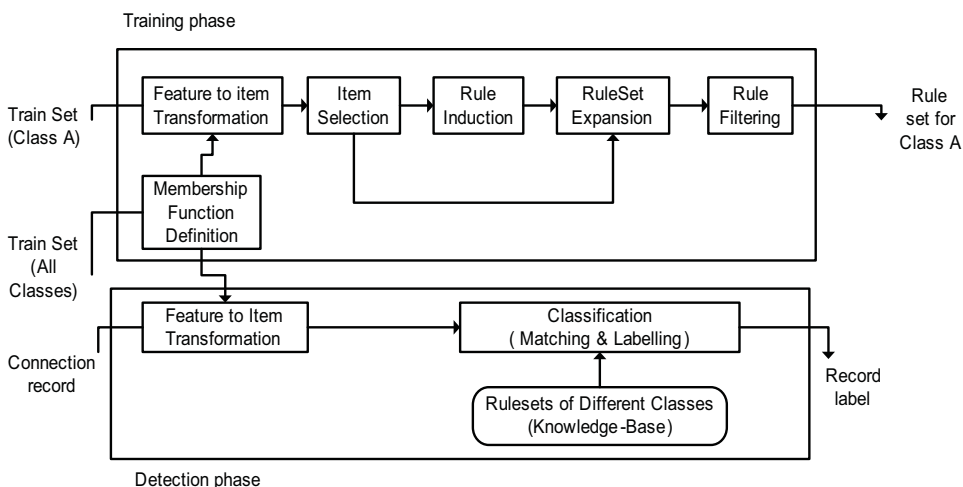 Training phase
Train Set
(Class A)
Feature to item
Transformation
Item
Selection
Rule
Induction
RuleSet
Expansion
Rule
Filtering
Rule
set for
Class A
Membership
Function
Definition
Train Set
(All
Classes)
Feature to Item
Transformation
Classification
( Matching & Labelling )
Connection
record
Record
label
Rulesets of Different Classes
(Knowledge-Base)
Detection phase